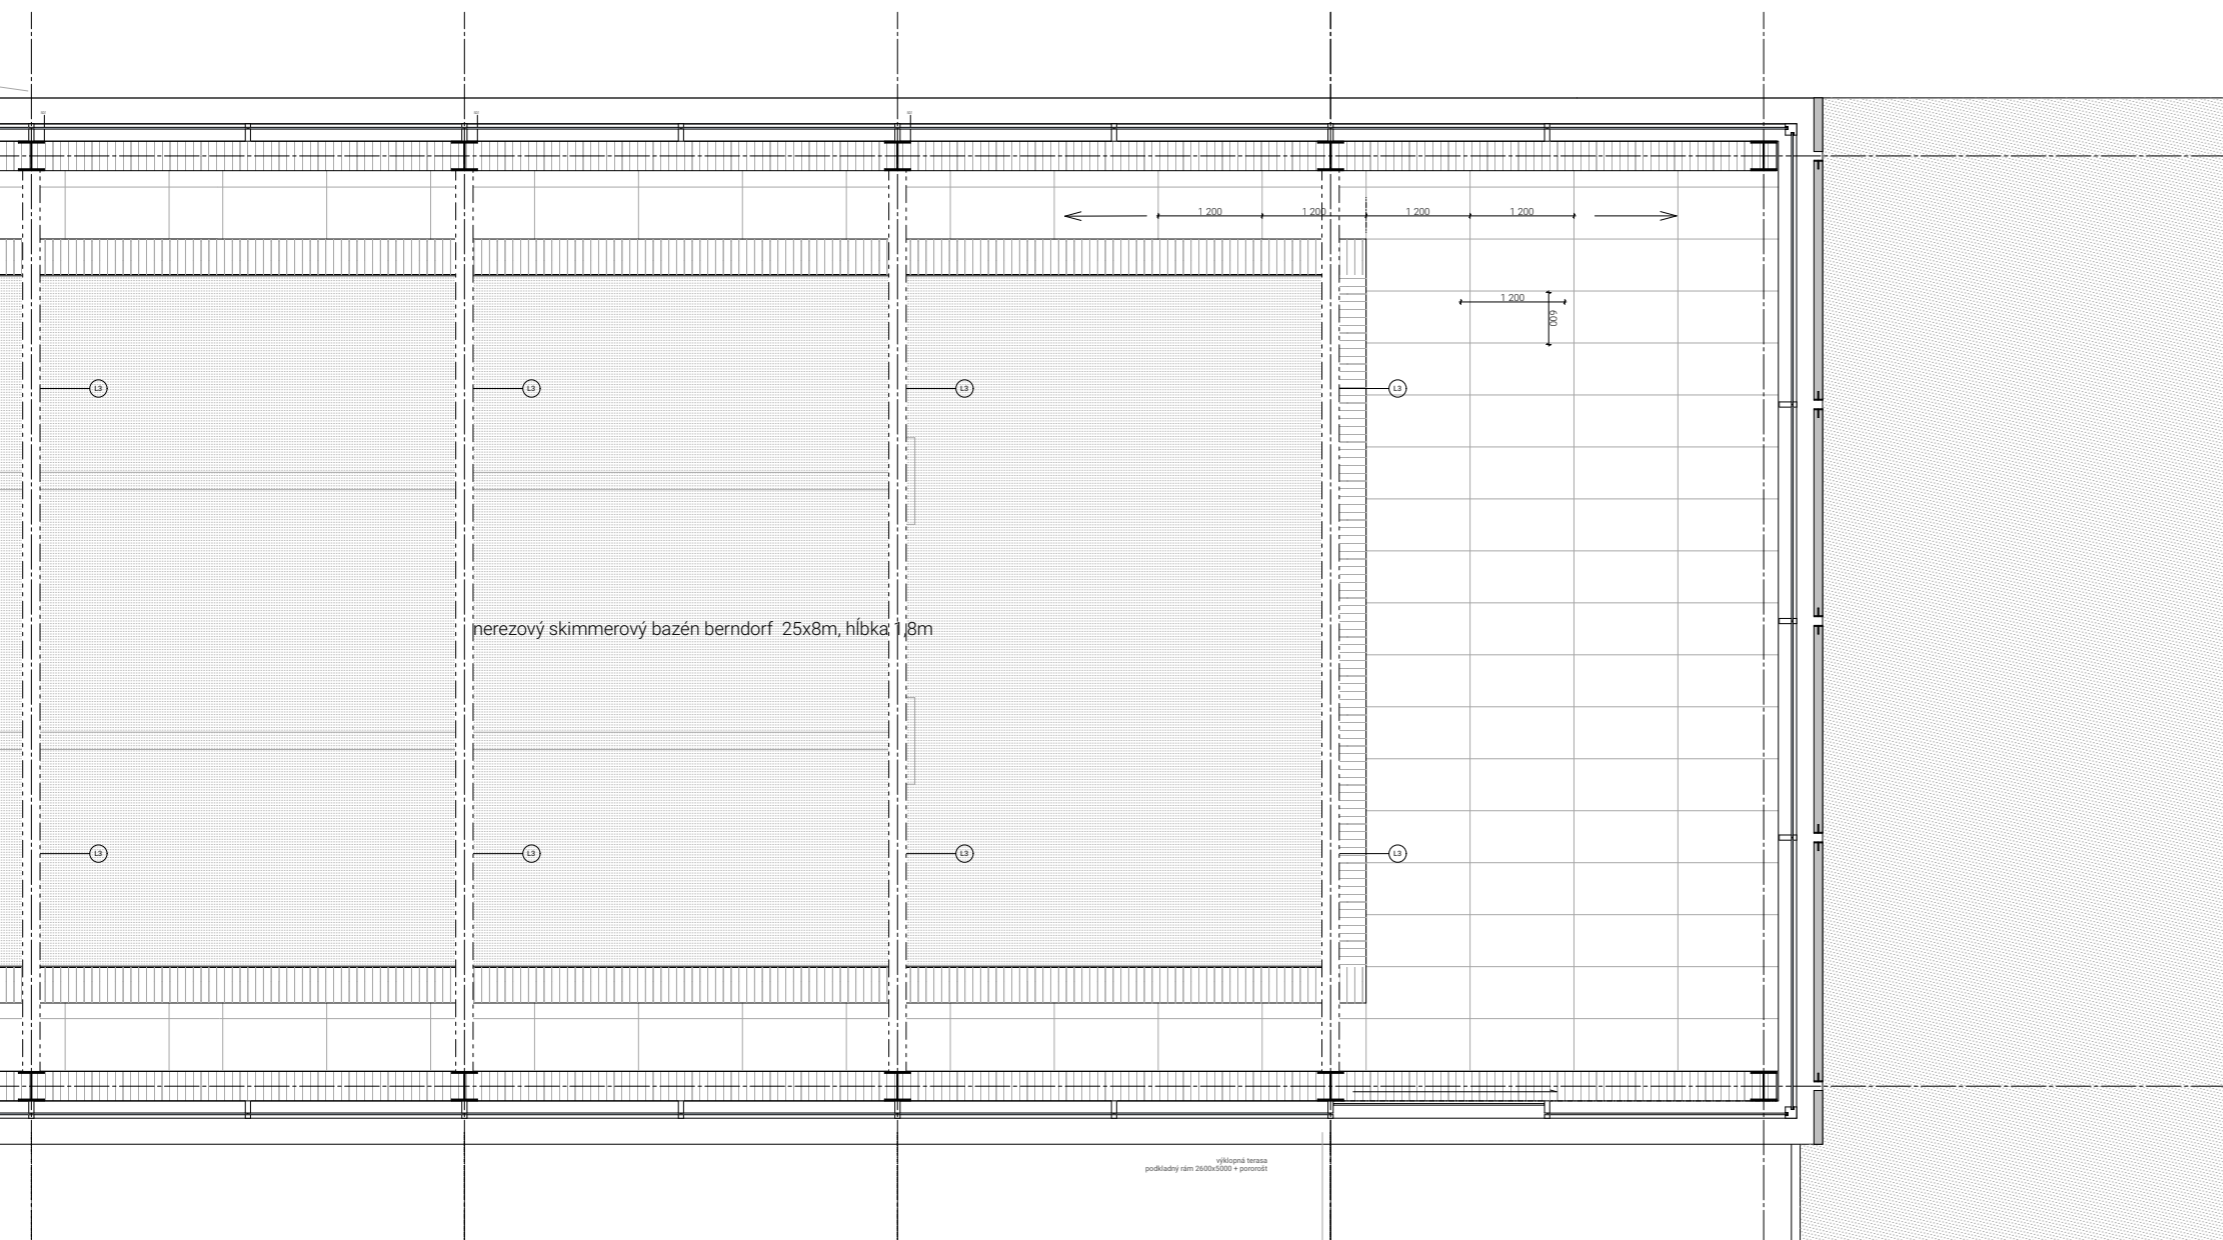 1 200 1 200 1 200 1 200
1 200
600
L3 L3 L3 L3
nerezový skimmerový bazén berndorf 25x8m, hĺbka 1,8m
L3 L3 L3 L3
výklopná terasa
podkladný rám 2600x5000 + pororošt